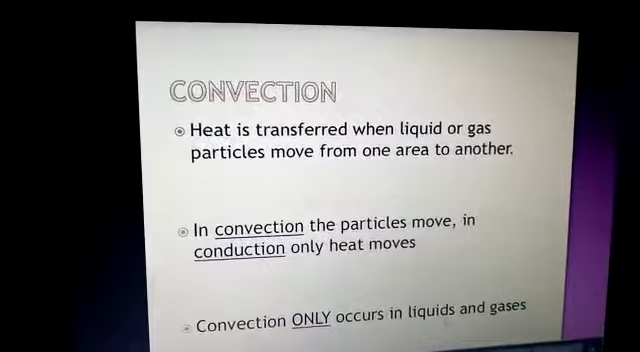 CONVECTION
Heat is transferred when liquid or gas
particles move from one area to another.
In convection the particles move, in
conduction only heat moves
Convection ONLY occurs in liquids and gases